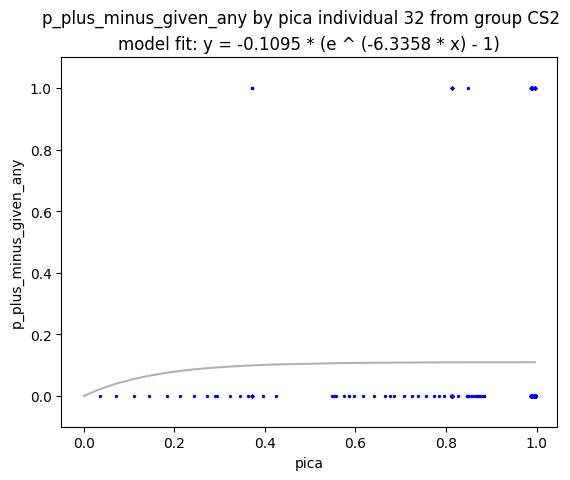 p_plus_minus_given_any by pica individual 32 from group CS2
model fit: y = -0.1095 * (e ^ (-6.3358 * x) - 1)
1.0
0.8
0.6
0.4
0.2
0.0
p_plus_minus_given_any
0.0 0.2 0.4 0.6 0.8 1.0
pica